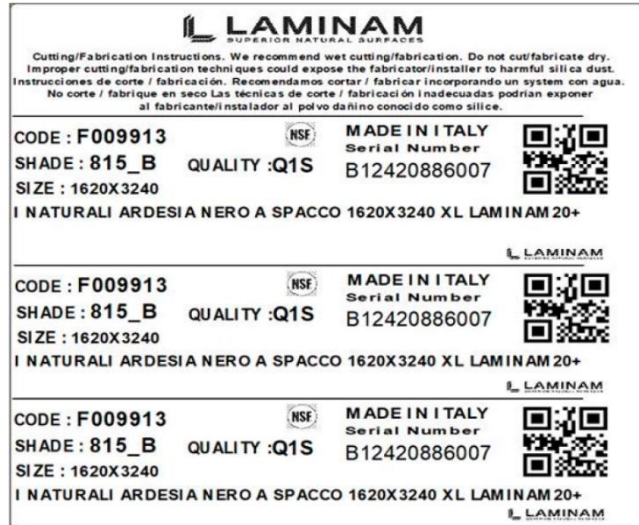 LAMINAM
SUPERIOR NATURAL SURFACES
Cutting/Fabrication Instructions. We recommend wet cutting/fabrication. Do not cut/fabricate dry.
Improper cutting/fabrication techniques could expose the fabricator/installer to harmful silica dust.
Instrucciones de corte / fabricación. Recomendamos cortar / fabricar incorporando un system con agua.
No corte / fabrique en seco Las técnicas de corte / fabricación inadecuadas podrían exponer
al fabricante/instalador al polvo dañino conocido como sílice.
CODE : F009913 NSF MADE IN ITALY
Serial Number
SHADE : 815_B QUALITY :Q1S B12420886007
SIZE : 1620X3240
I NATURALI ARDESIA NERO A SPACCO 1620X3240 XL LAMINAM 20+
LAMINAM
CODE : F009913 NSF MADE IN ITALY
Serial Number
SHADE : 815_B QUALITY :Q1S B12420886007
SIZE : 1620X3240
I NATURALI ARDESIA NERO A SPACCO 1620X3240 XL LAMINAM 20+
LAMINAM
CODE : F009913 NSF MADE IN ITALY
Serial Number
SHADE : 815_B QUALITY :Q1S B12420886007
SIZE : 1620X3240
I NATURALI ARDESIA NERO A SPACCO 1620X3240 XL LAMINAM 20+
LAMINAM